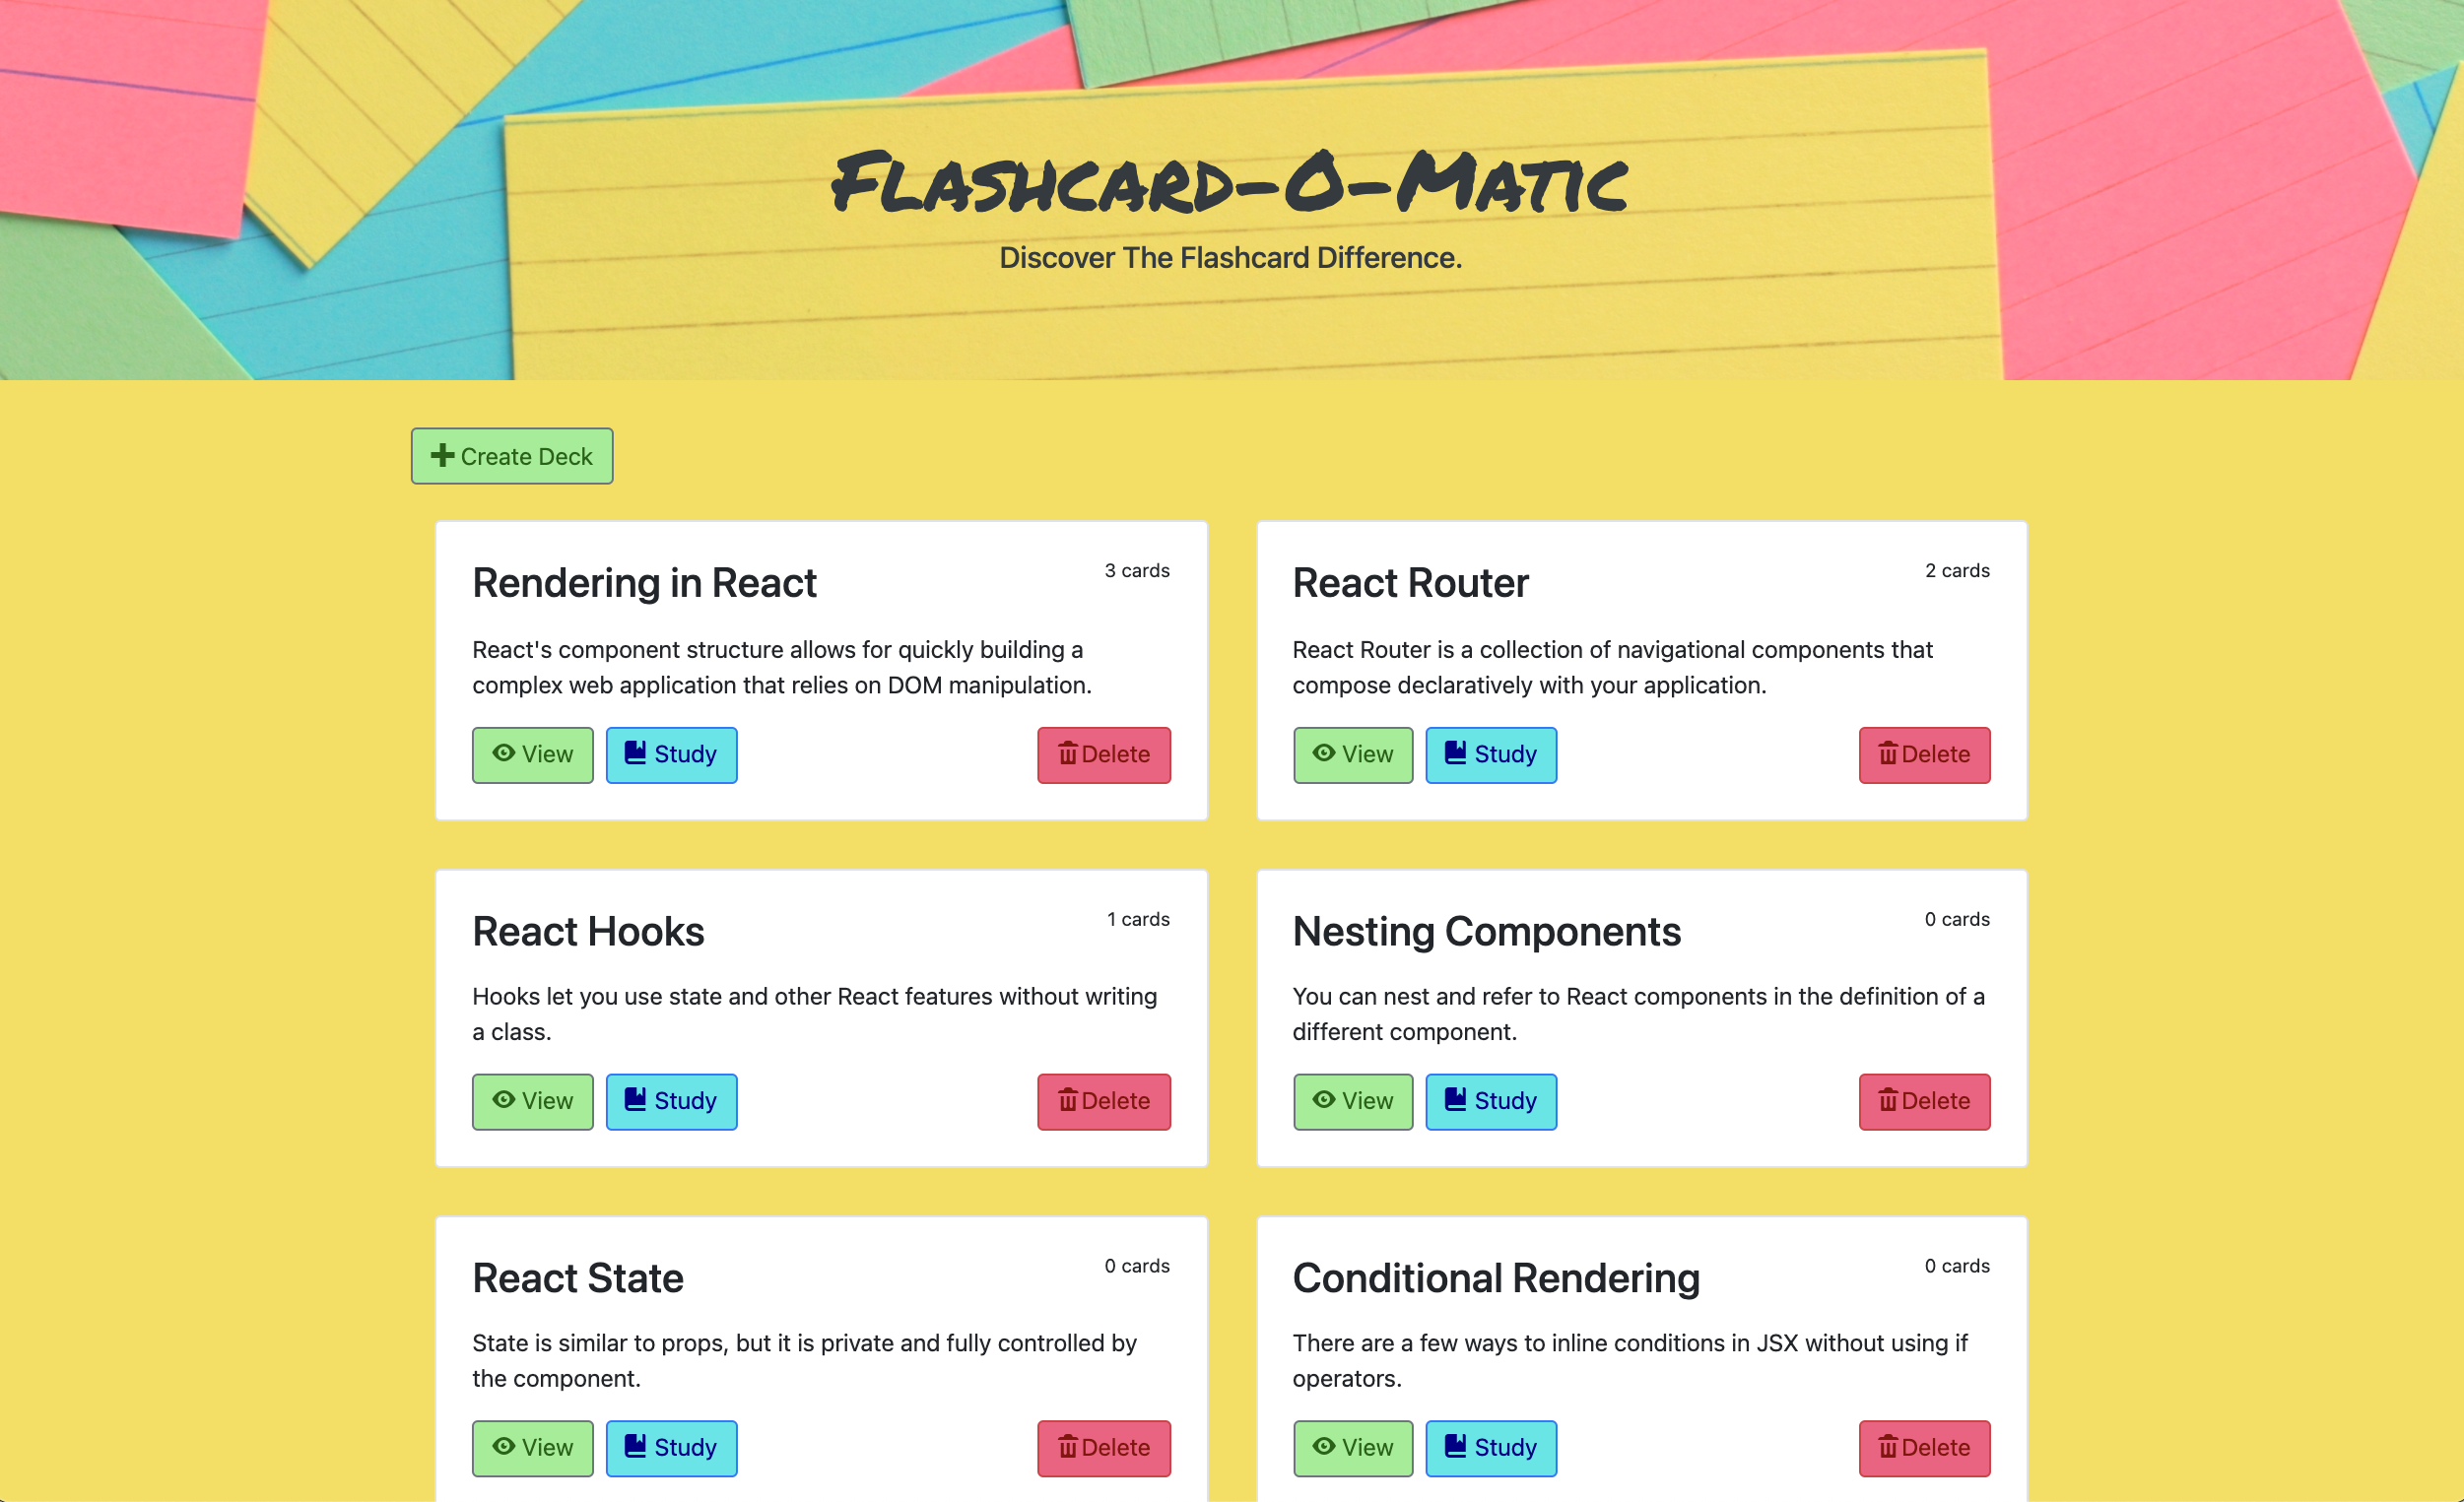 Flashcard-O-Matic
Discover The Flashcard Difference.
Create Deck
Rendering in React
3 cards
React's component structure allows for quickly building a
complex web application that relies on DOM manipulation.
View
Study
Delete
React Router
2 cards
React Router is a collection of navigational components that
compose declaratively with your application.
View
Study
Delete
React Hooks
1 cards
Hooks let you use state and other React features without writing
a class.
View
Study
Delete
Nesting Components
0 cards
You can nest and refer to React components in the definition of a
different component.
View
Study
Delete
React State
0 cards
State is similar to props, but it is private and fully controlled by
the component.
View
Study
Delete
Conditional Rendering
0 cards
There are a few ways to inline conditions in JSX without using if
operators.
View
Study
Delete